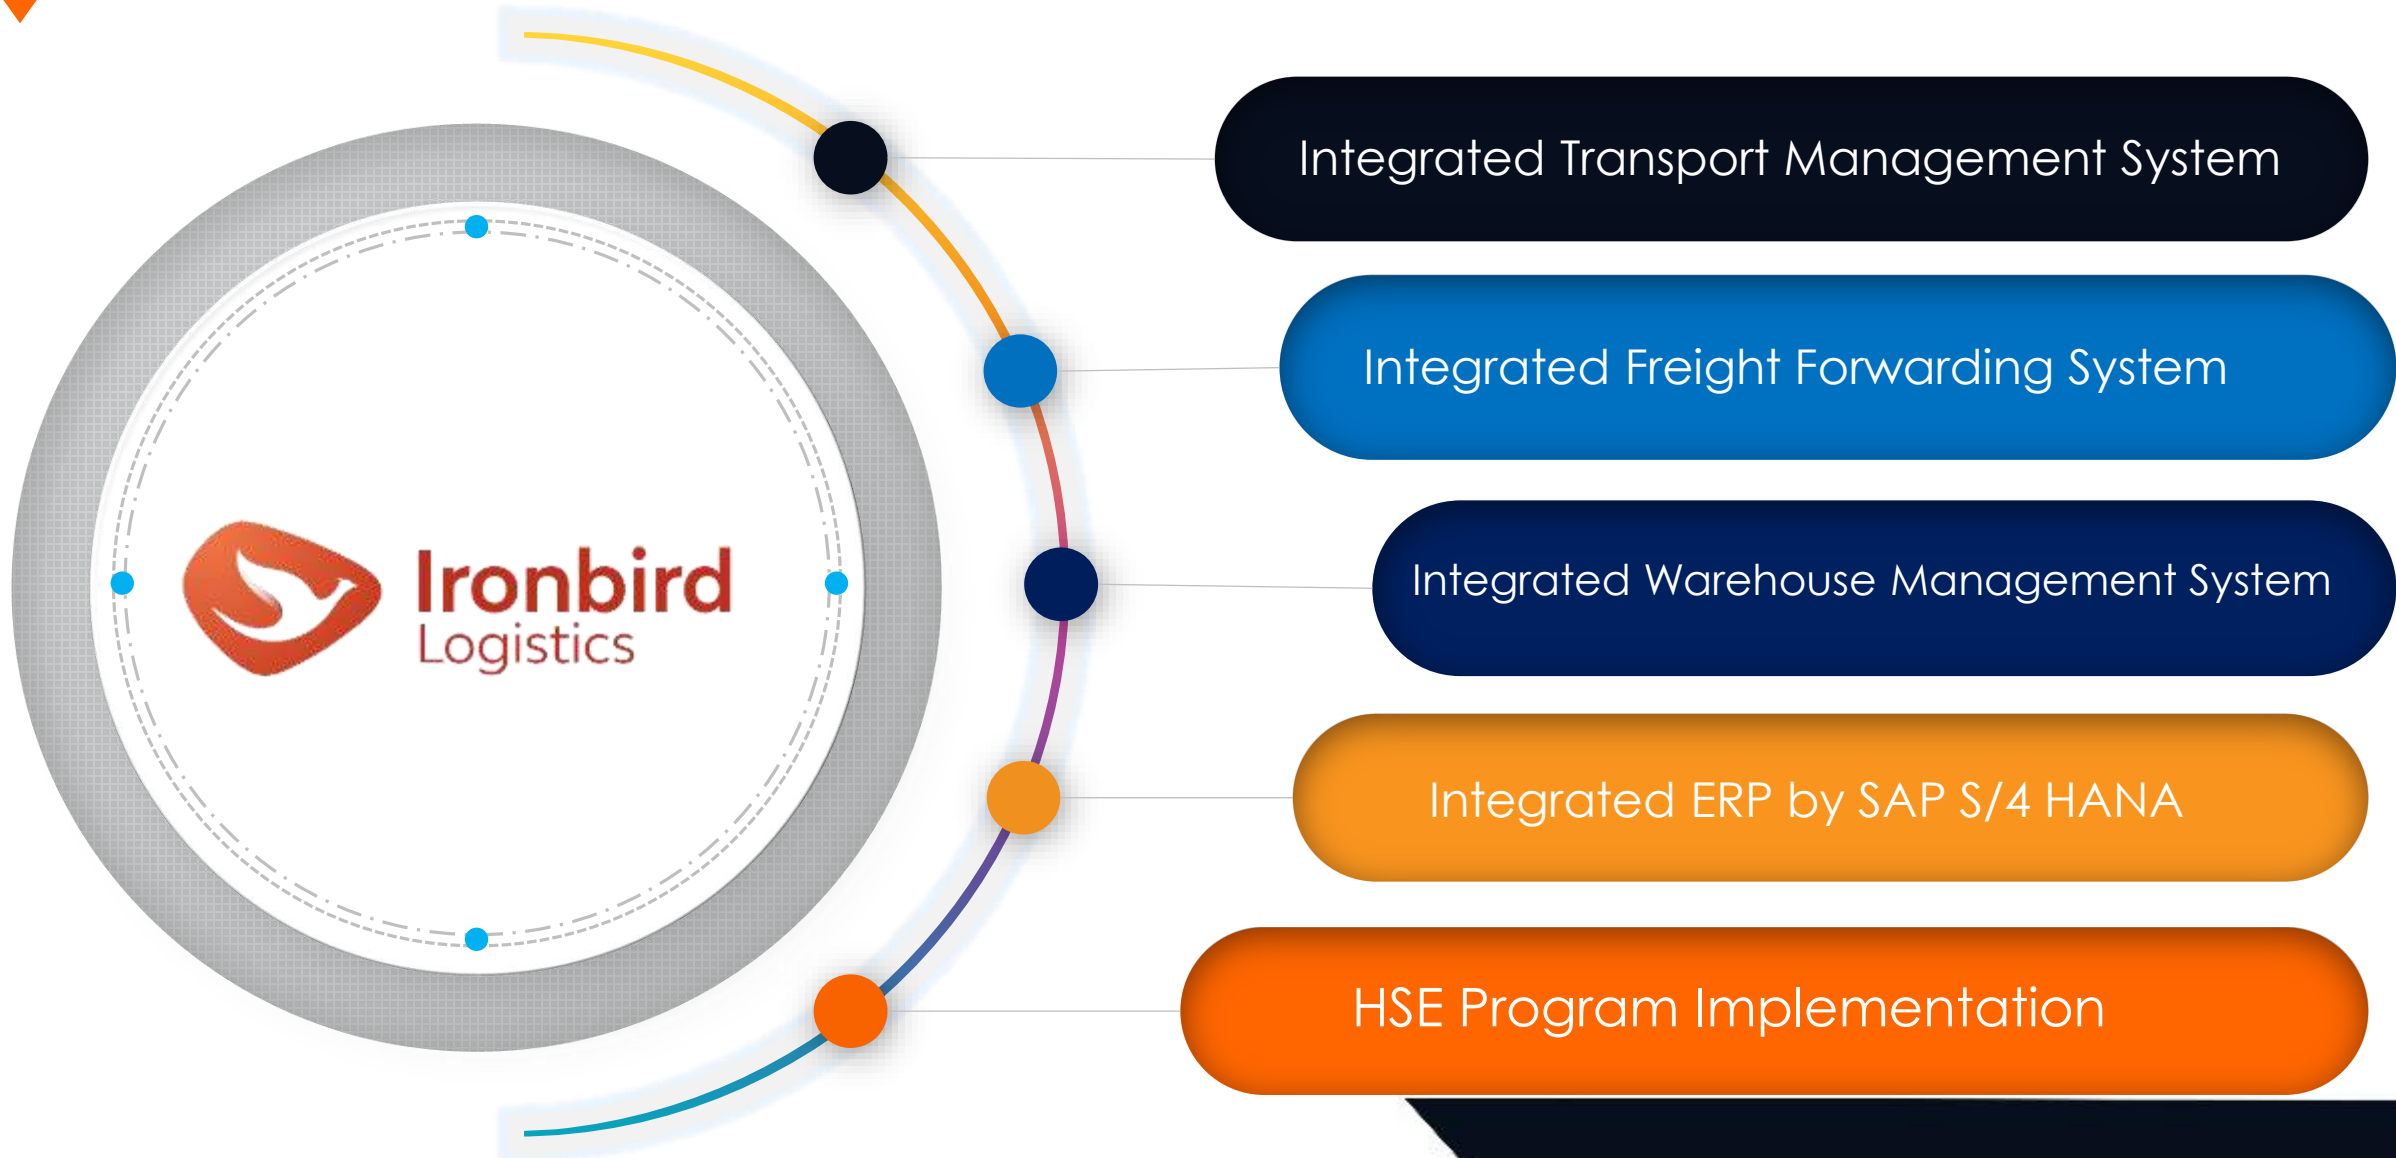 Integrated Transport Management System
Integrated Freight Forwarding System
Ironbird
Logistics
Integrated Warehouse Management System
Integrated ERP by SAP S/4 HANA
HSE Program Implementation